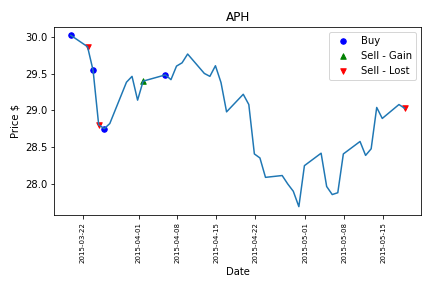 APH
Buy
Sell - Gain
Sell - Lost
Price $
30.0
29.5
29.0
28.5
28.0
2015-03-22
2015-04-01
2015-04-08
2015-04-15
2015-04-22
2015-05-01
2015-05-08
2015-05-15
Date